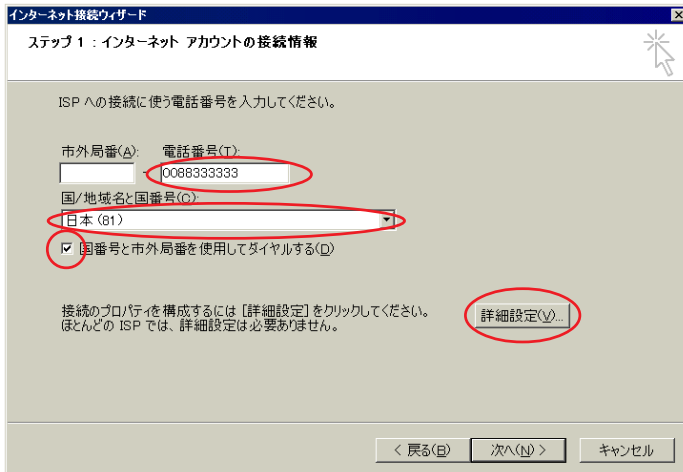 インターネット接続ウィザード
ステップ 1 : インターネット アカウントの接続情報
ISP への接続に使う電話番号を入力してください。
市外局番(A): 電話番号(T):
- 0088333333
国/地域名と国番号(C):
日本 (81)
国番号と市外局番を使用してダイヤルする(D)
接続のプロパティを構成するには [詳細設定] をクリックしてください。
ほとんどの ISP では、詳細設定は必要ありません。
詳細設定(V)...
< 戻る(B) 次へ(N) > キャンセル